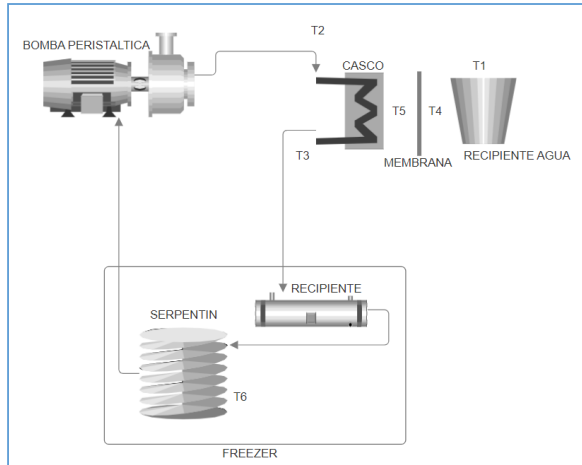 T2
BOMBA PERISTALTICA
CASCO
T1
T5
T4
T3
MEMBRANA
RECIPIENTE AGUA
RECIPIENTE
SERPENTIN
T6
FREEZER